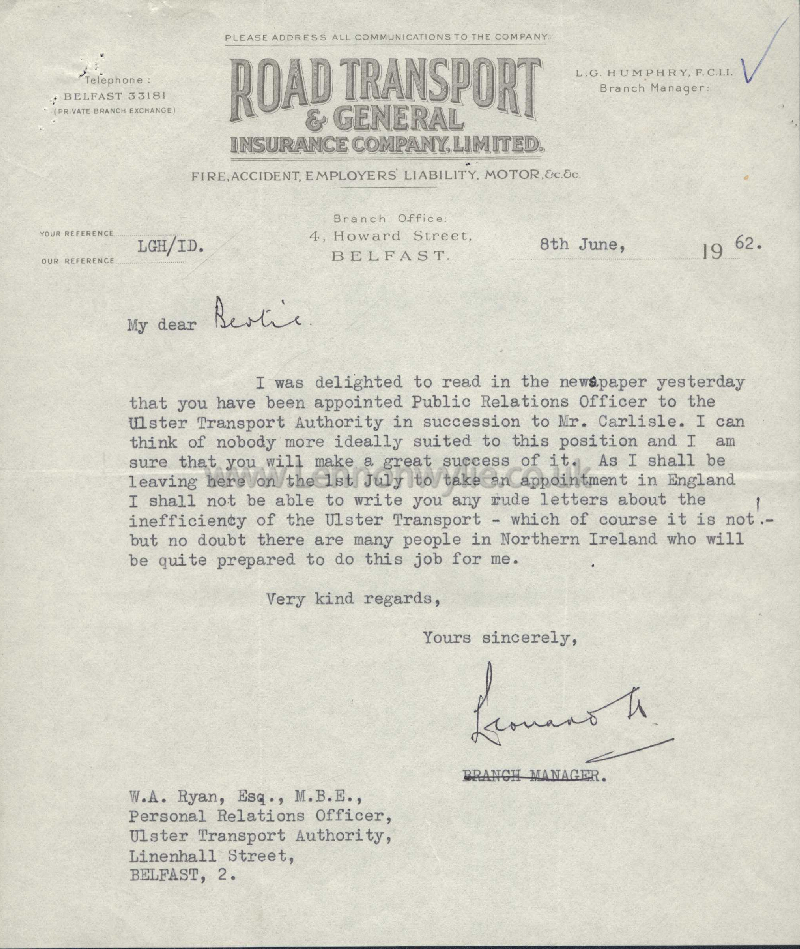 PLEASE ADDRESS ALL COMMUNICATIONS TO THE COMPANY.
Telephone:
BELFAST 33181
(PRIVATE BRANCH EXCHANGE)
L.G. HUMPHRY, F.C.I.I.
Branch Manager:
ROAD TRANSPORT
& GENERAL
INSURANCE COMPANY, LIMITED.
FIRE, ACCIDENT, EMPLOYERS' LIABILITY, MOTOR, &c. &c.
Branch Office:
4, Howard Street,
BELFAST.
YOUR REFERENCE
LGH/ID.
OUR REFERENCE
8th June, 1962.
My dear Bertie
I was delighted to read in the newspaper yesterday
that you have been appointed Public Relations Officer to the
Ulster Transport Authority in succession to Mr. Carlisle. I can
think of nobody more ideally suited to this position and I am
sure that you will make a great success of it. As I shall be
leaving here on the 1st July to take an appointment in England
I shall not be able to write you any rude letters about the
inefficiency of the Ulster Transport - which of course it is not!-
but no doubt there are many people in Northern Ireland who will
be quite prepared to do this job for me.
Very kind regards,
Yours sincerely,
Leonard H.
BRANCH MANAGER.
W.A. Ryan, Esq., M.B.E.,
Personal Relations Officer,
Ulster Transport Authority,
Linenhall Street,
BELFAST, 2.
www.lennonwylie.co.uk